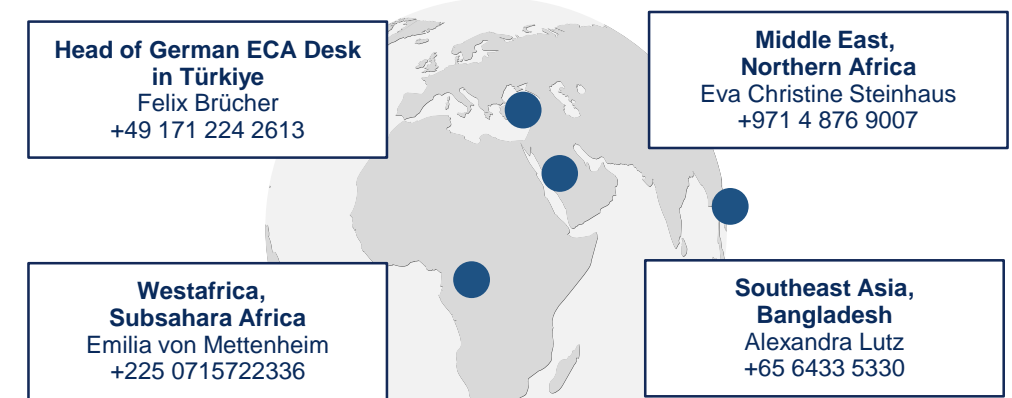 Head of German ECA Desk
in Türkiye
Felix Brücher
+49 171 224 2613
Middle East,
Northern Africa
Eva Christine Steinhaus
+971 4 876 9007
Westafrica,
Subsahara Africa
Emilia von Mettenheim
+225 0715722336
Southeast Asia,
Bangladesh
Alexandra Lutz
+65 6433 5330